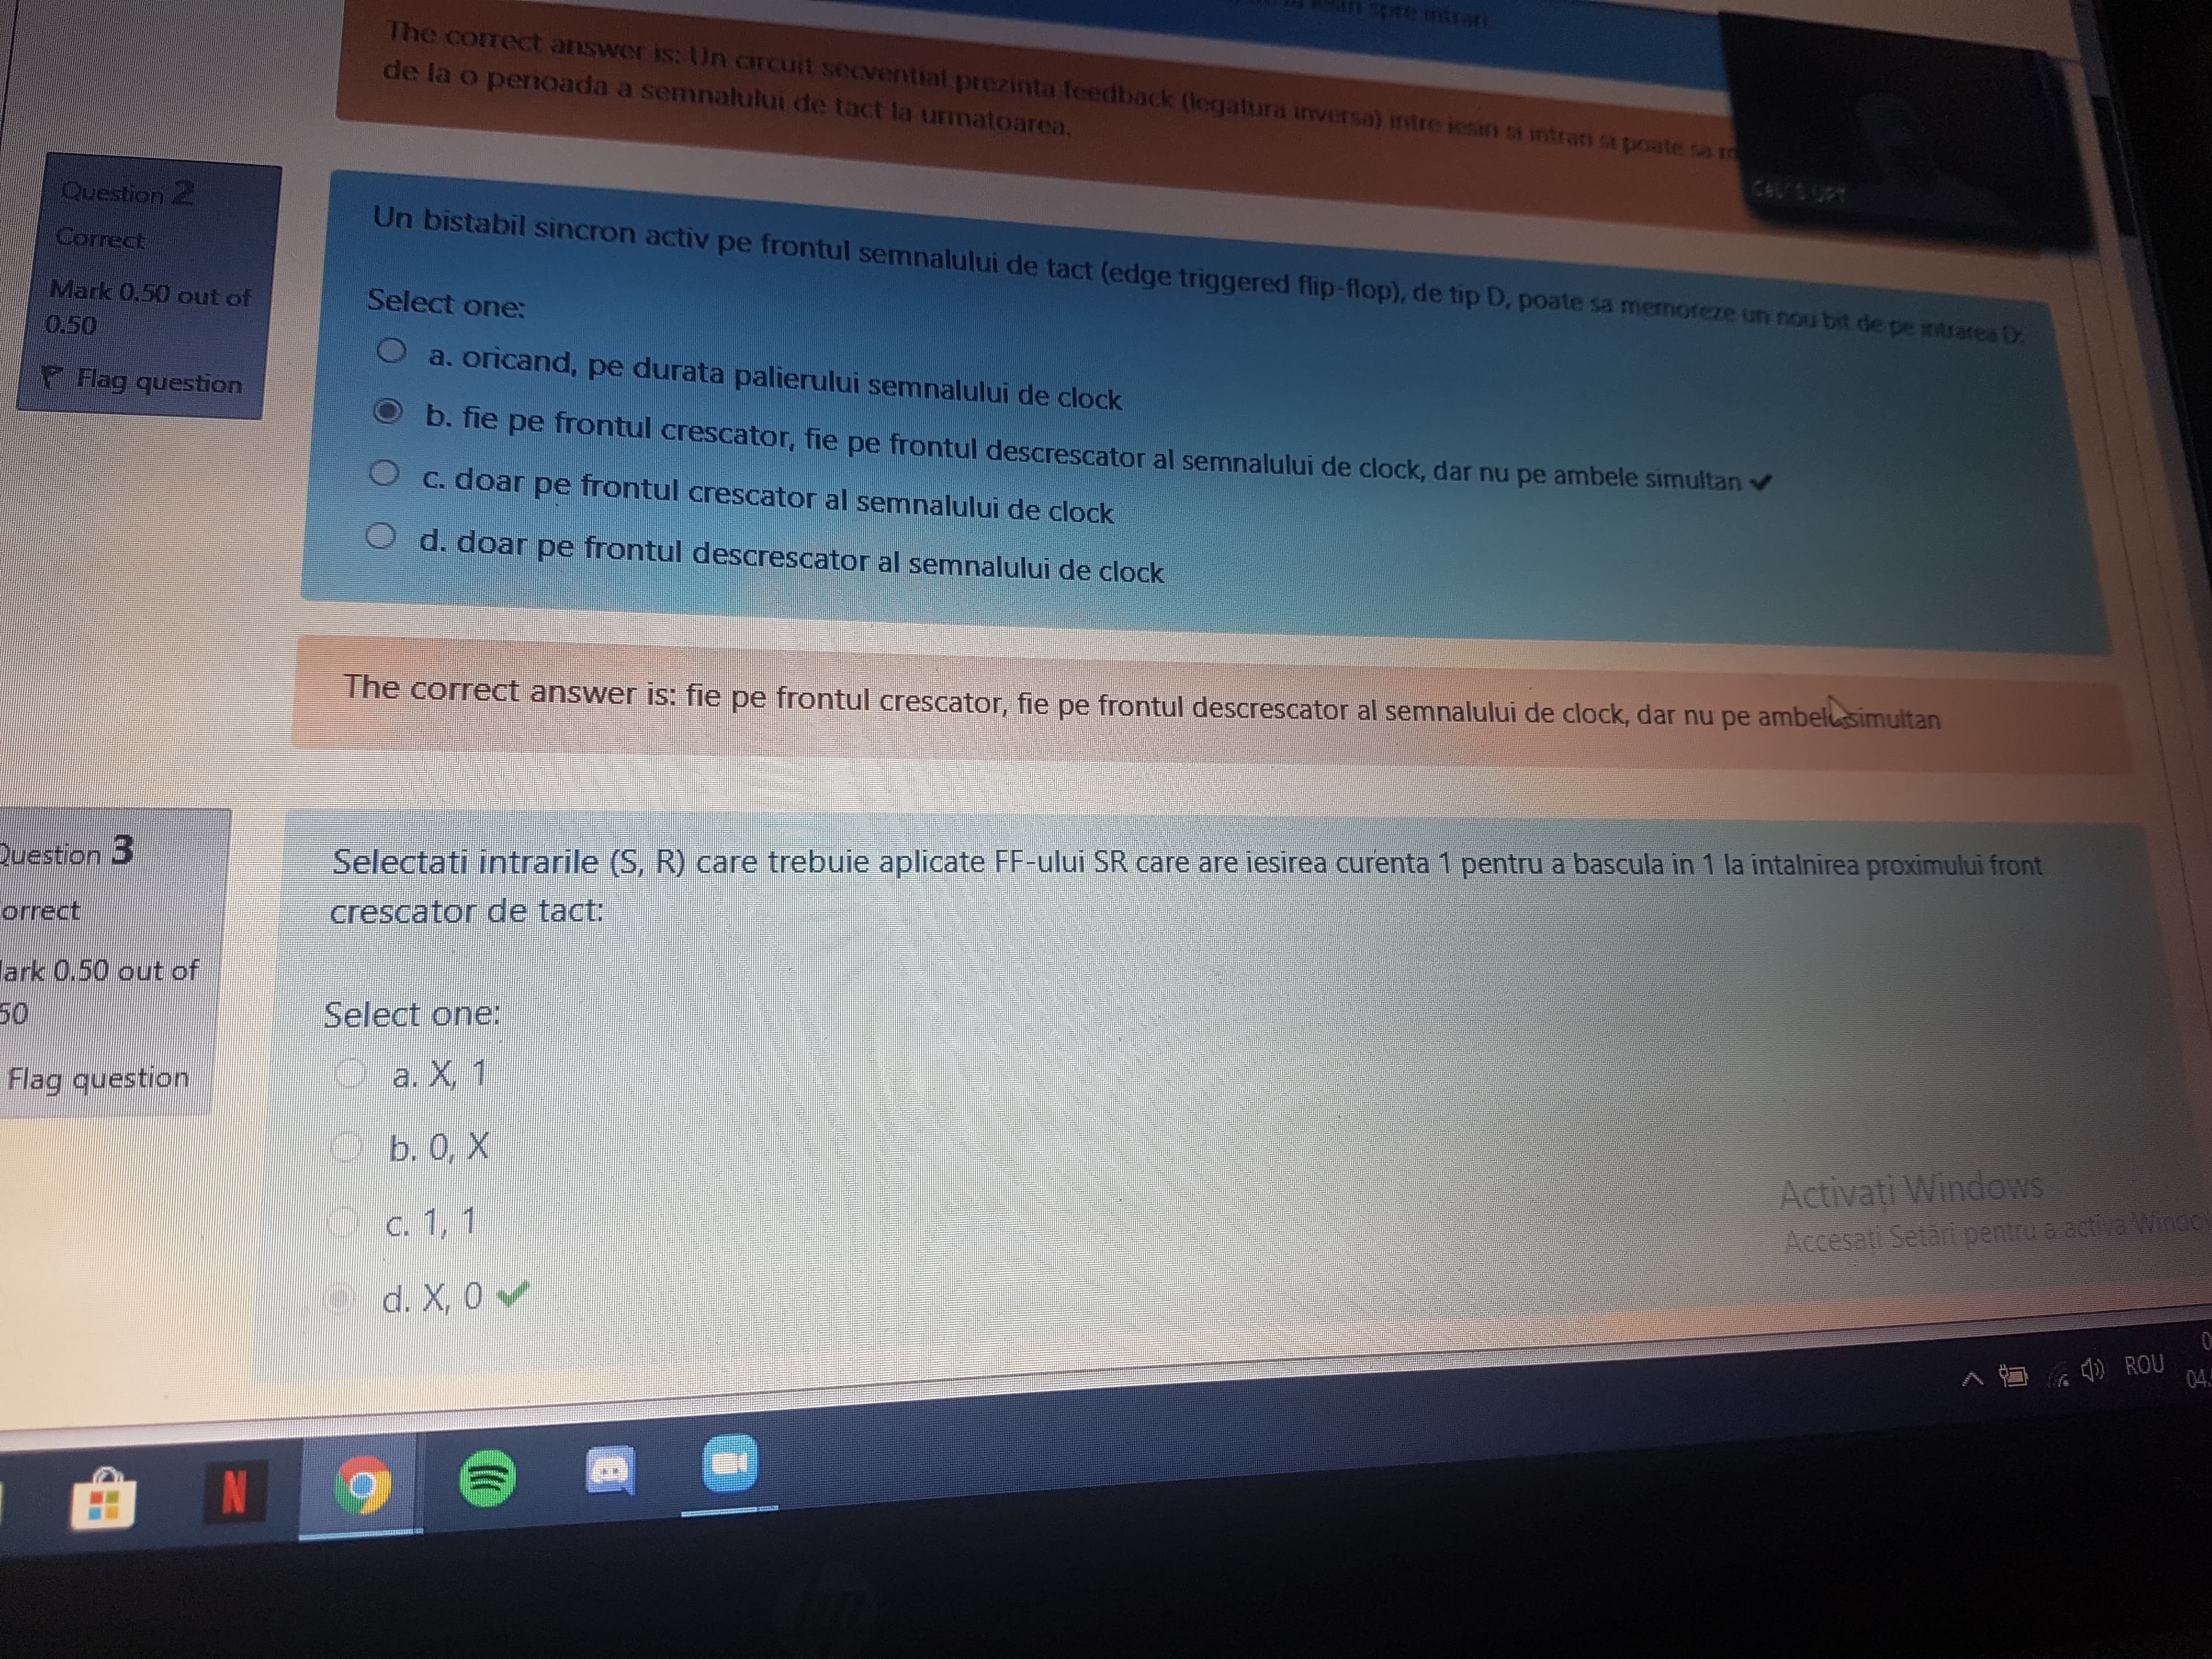 spre intrari
The correct answer is: Un circuit secvential prezinta feedback (legatura inversa) intre iesiri si intrari si poate sa
de la o perioada a semnalului de tact la urmatoarea.
Question 2
Correct
Mark 0.50 out of
0.50
Flag question
Un bistabil sincron activ pe frontul semnalului de tact (edge triggered flip-flop), de tip D, poate sa memoreze un nou bit de pe intrarea D:
Select one:
a. oricand, pe durata palierului semnalului de clock
b. fie pe frontul crescator, fie pe frontul descrescator al semnalului de clock, dar nu pe ambele simultan ✔
c. doar pe frontul crescator al semnalului de clock
d. doar pe frontul descrescator al semnalului de clock
The correct answer is: fie pe frontul crescator, fie pe frontul descrescator al semnalului de clock, dar nu pe ambele simultan
Question 3
orrect
ark 0.50 out of
50
Flag question
Selectati intrarile (S, R) care trebuie aplicate FF-ului SR care are iesirea curenta 1 pentru a bascula in 1 la intalnirea proximului front
crescator de tact:
Select one:
a. X, 1
b. 0, X
c. 1, 1
d. X, 0 ✔
Activați Windows
Accesați Setări pentru a activa Windo
ROU
0
04.
N
hp